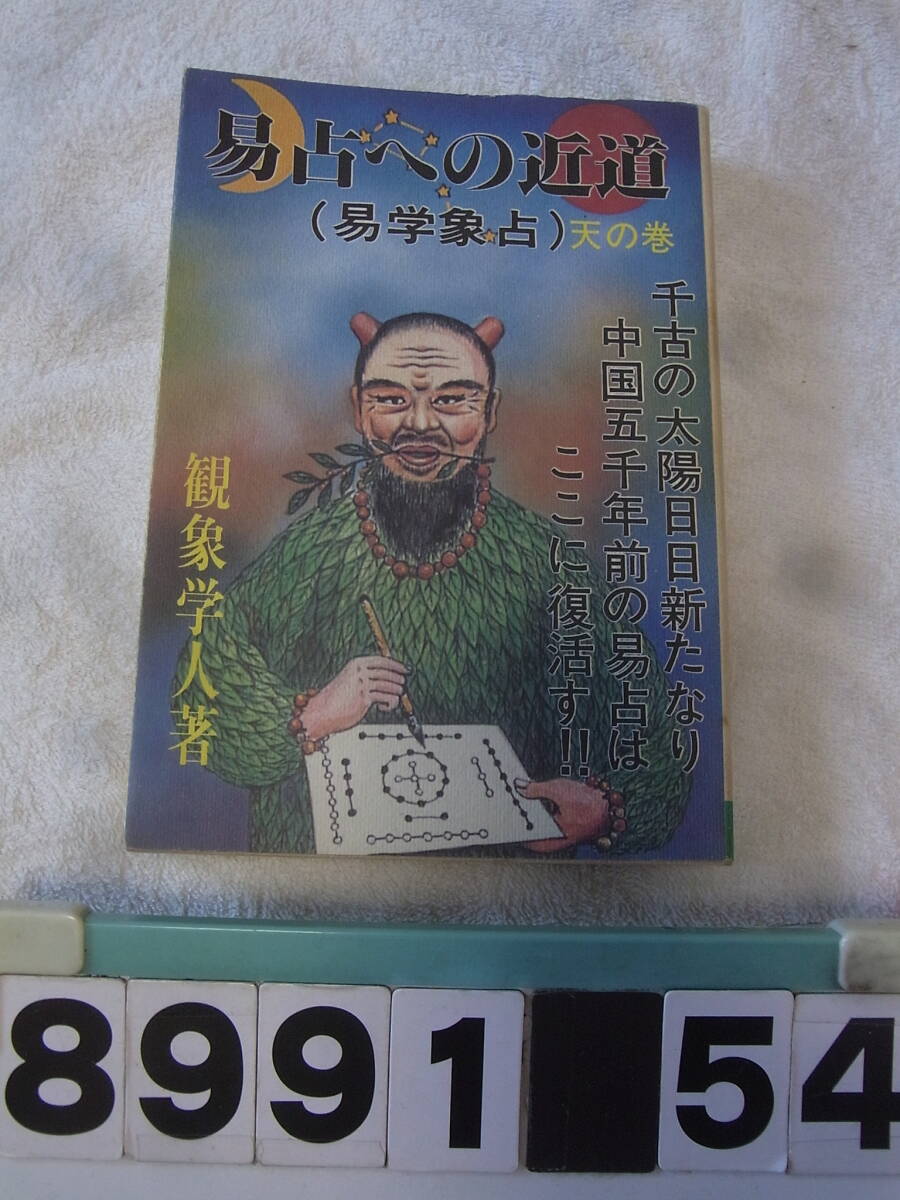 易占への近道
（易学象占）天の巻
千古の太陽日日新たなり
中国五千年前の易占は
ここに復活す!!
観象学人著
8991 54